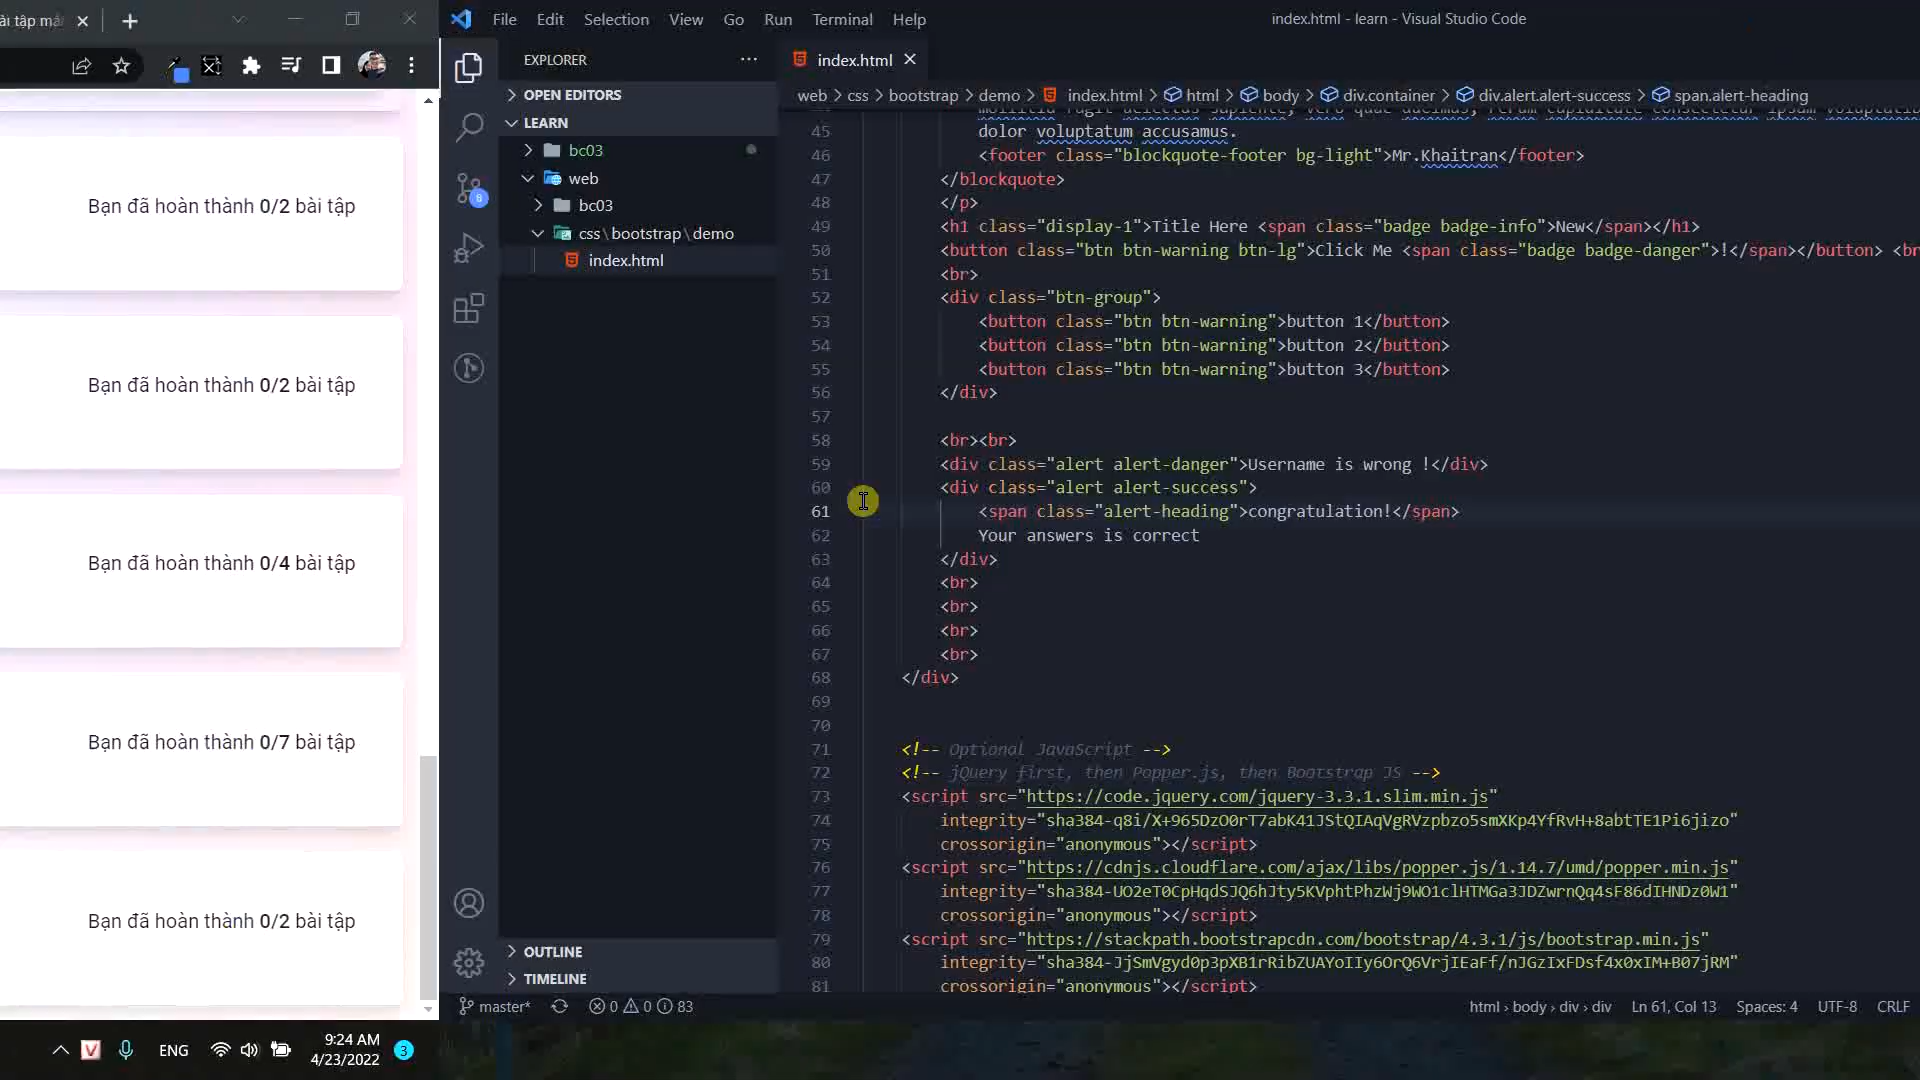 File Edit Selection View Go Run Terminal Help
index.html - learn - Visual Studio Code
EXPLORER
index.html
OPEN EDITORS
web > css > bootstrap > demo > index.html > html > body > div.container > div.alert.alert-success > span.alert-heading
LEARN
bc03
web
bc03
css\bootstrap\demo
index.html
Bạn đã hoàn thành 0/2 bài tập
Bạn đã hoàn thành 0/2 bài tập
Bạn đã hoàn thành 0/4 bài tập
Bạn đã hoàn thành 0/7 bài tập
Bạn đã hoàn thành 0/2 bài tập
45 dolor voluptatum accusamus.
46 <footer class="blockquote-footer bg-light">Mr.Khaitran</footer>
47 </blockquote>
48 </p>
49 <h1 class="display-1">Title Here <span class="badge badge-info">New</span></h1>
50 <button class="btn btn-warning btn-lg">Click Me <span class="badge badge-danger">!</span></button> <br
51 <br>
52 <div class="btn-group">
53 <button class="btn btn-warning">button 1</button>
54 <button class="btn btn-warning">button 2</button>
55 <button class="btn btn-warning">button 3</button>
56 </div>
57
58 <br><br>
59 <div class="alert alert-danger">Username is wrong !</div>
60 <div class="alert alert-success">
61 <span class="alert-heading">congratulation!</span>
62 Your answers is correct
63 </div>
64 <br>
65 <br>
66 <br>
67 <br>
68 </div>
69
70
71 <!-- Optional JavaScript -->
72 <!-- jQuery first, then Popper.js, then Bootstrap JS -->
73 <script src="https://code.jquery.com/jquery-3.3.1.slim.min.js"
74 integrity="sha384-q8i/X+965DzO0rT7abK41JStQIAqVgRVzpbzo5smXKp4YfRvH+8abtTE1Pi6jizo"
75 crossorigin="anonymous"></script>
76 <script src="https://cdnjs.cloudflare.com/ajax/libs/popper.js/1.14.7/umd/popper.min.js"
77 integrity="sha384-UO2eT0CpHqdSJQ6hJty5KVphtPhzWj9WO1clHTMGa3JDZwrnQq4sF86dIHNDz0W1"
78 crossorigin="anonymous"></script>
79 <script src="https://stackpath.bootstrapcdn.com/bootstrap/4.3.1/js/bootstrap.min.js"
80 integrity="sha384-JjSmVgyd0p3pXB1rRibZUAYoIIy6OrQ6VrjIEaFf/nJGzIxFDsf4x0xIM+B07jRM"
81 crossorigin="anonymous"></script>
OUTLINE
TIMELINE
master* 0 0 83
html > body > div > div Ln 61, Col 13 Spaces: 4 UTF-8 CRLF
V ENG 9:24 AM 3
4/23/2022